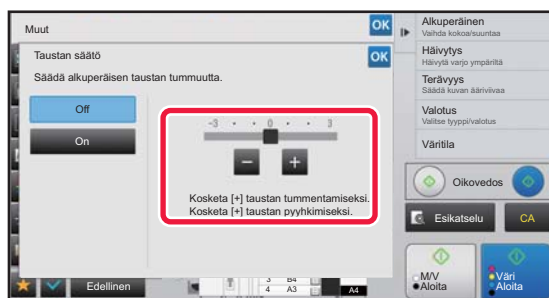 Muut
OK
Taustan säätö
OK
Säädä alkuperäisen taustan tummuutta.
Off
On
-3 • • 0 • • 3
− +
Kosketa [+] taustan tummentamiseksi.
Kosketa [+] taustan pyyhkimiseksi.
Edellinen
3 B4
4 A3
A4
Alkuperäinen
Vaihda kokoa/suuntaa
Häivytys
Häivytä varjo ympäriltä
Terävyys
Säädä kuvan ääriviivaa
Valotus
Valitse tyyppi/valotus
Väritila
Oikovedos
Esikatselu
CA
M/V
Aloita
Väri
Aloita